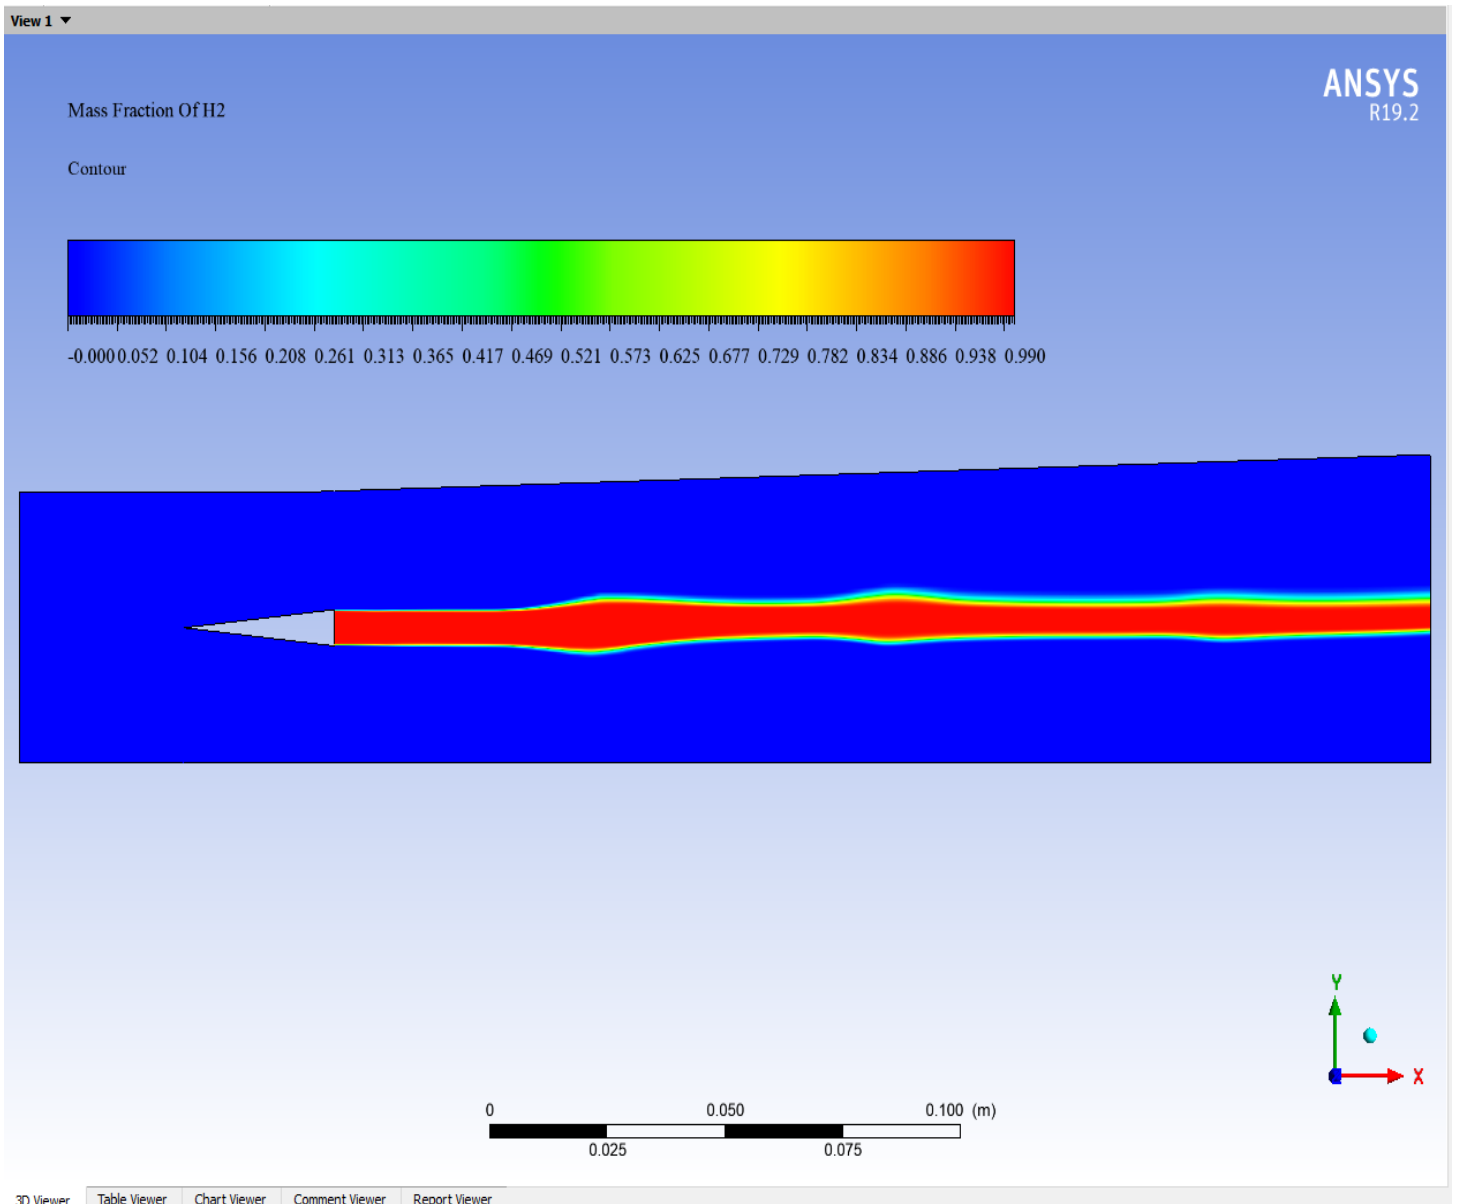 View 1
ANSYS
R19.2
Mass Fraction Of H2
Contour
-0.000 0.052 0.104 0.156 0.208 0.261 0.313 0.365 0.417 0.469 0.521 0.573 0.625 0.677 0.729 0.782 0.834 0.886 0.938 0.990
Y
X
0 0.050 0.100 (m)
0.025 0.075
3D Viewer Table Viewer Chart Viewer Comment Viewer Report Viewer